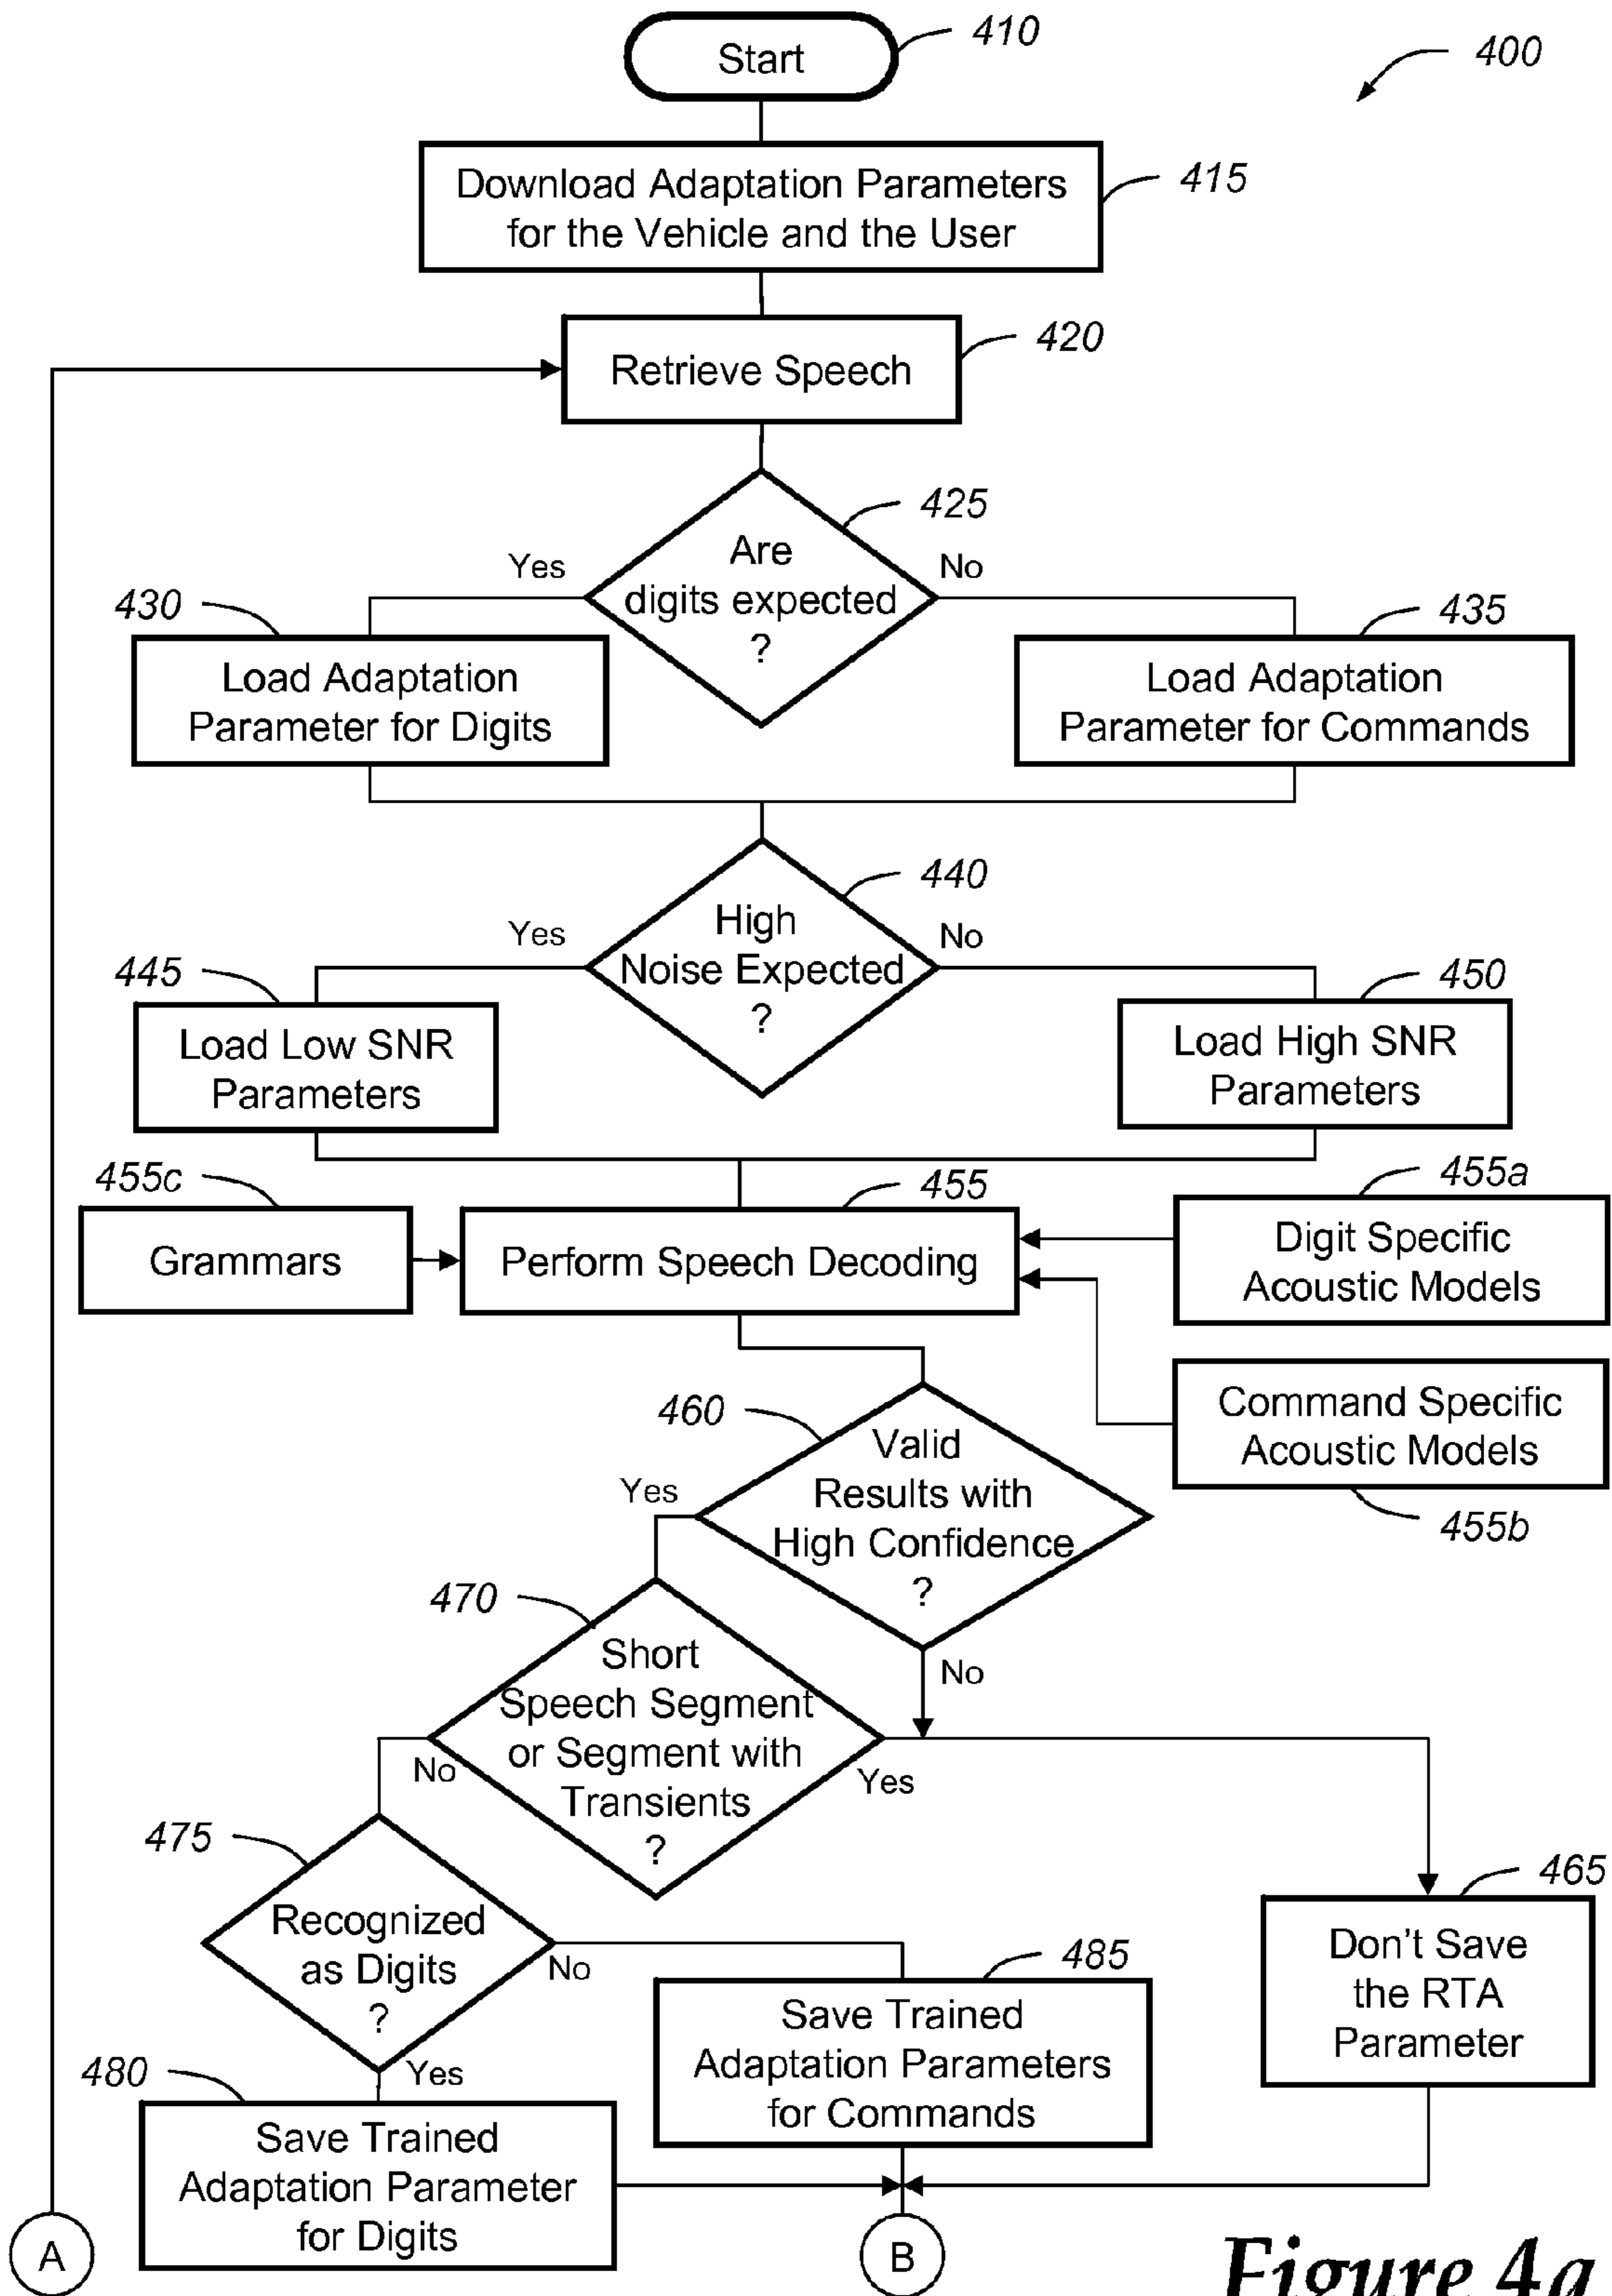 Start
410
400
Download Adaptation Parameters
for the Vehicle and the User
415
Retrieve Speech
420
425
Are
digits expected
?
Yes
No
430
Load Adaptation
Parameter for Digits
435
Load Adaptation
Parameter for Commands
440
High
Noise Expected
?
Yes
No
445
Load Low SNR
Parameters
450
Load High SNR
Parameters
455c
Grammars
455
Perform Speech Decoding
455a
Digit Specific
Acoustic Models
Command Specific
Acoustic Models
455b
460
Valid
Results with
High Confidence
?
Yes
No
470
Short
Speech Segment
or Segment with
Transients
?
No
Yes
475
Recognized
as Digits
?
No
Yes
465
Don't Save
the RTA
Parameter
485
Save Trained
Adaptation Parameters
for Commands
480
Save Trained
Adaptation Parameter
for Digits
A
B
Figure 4a